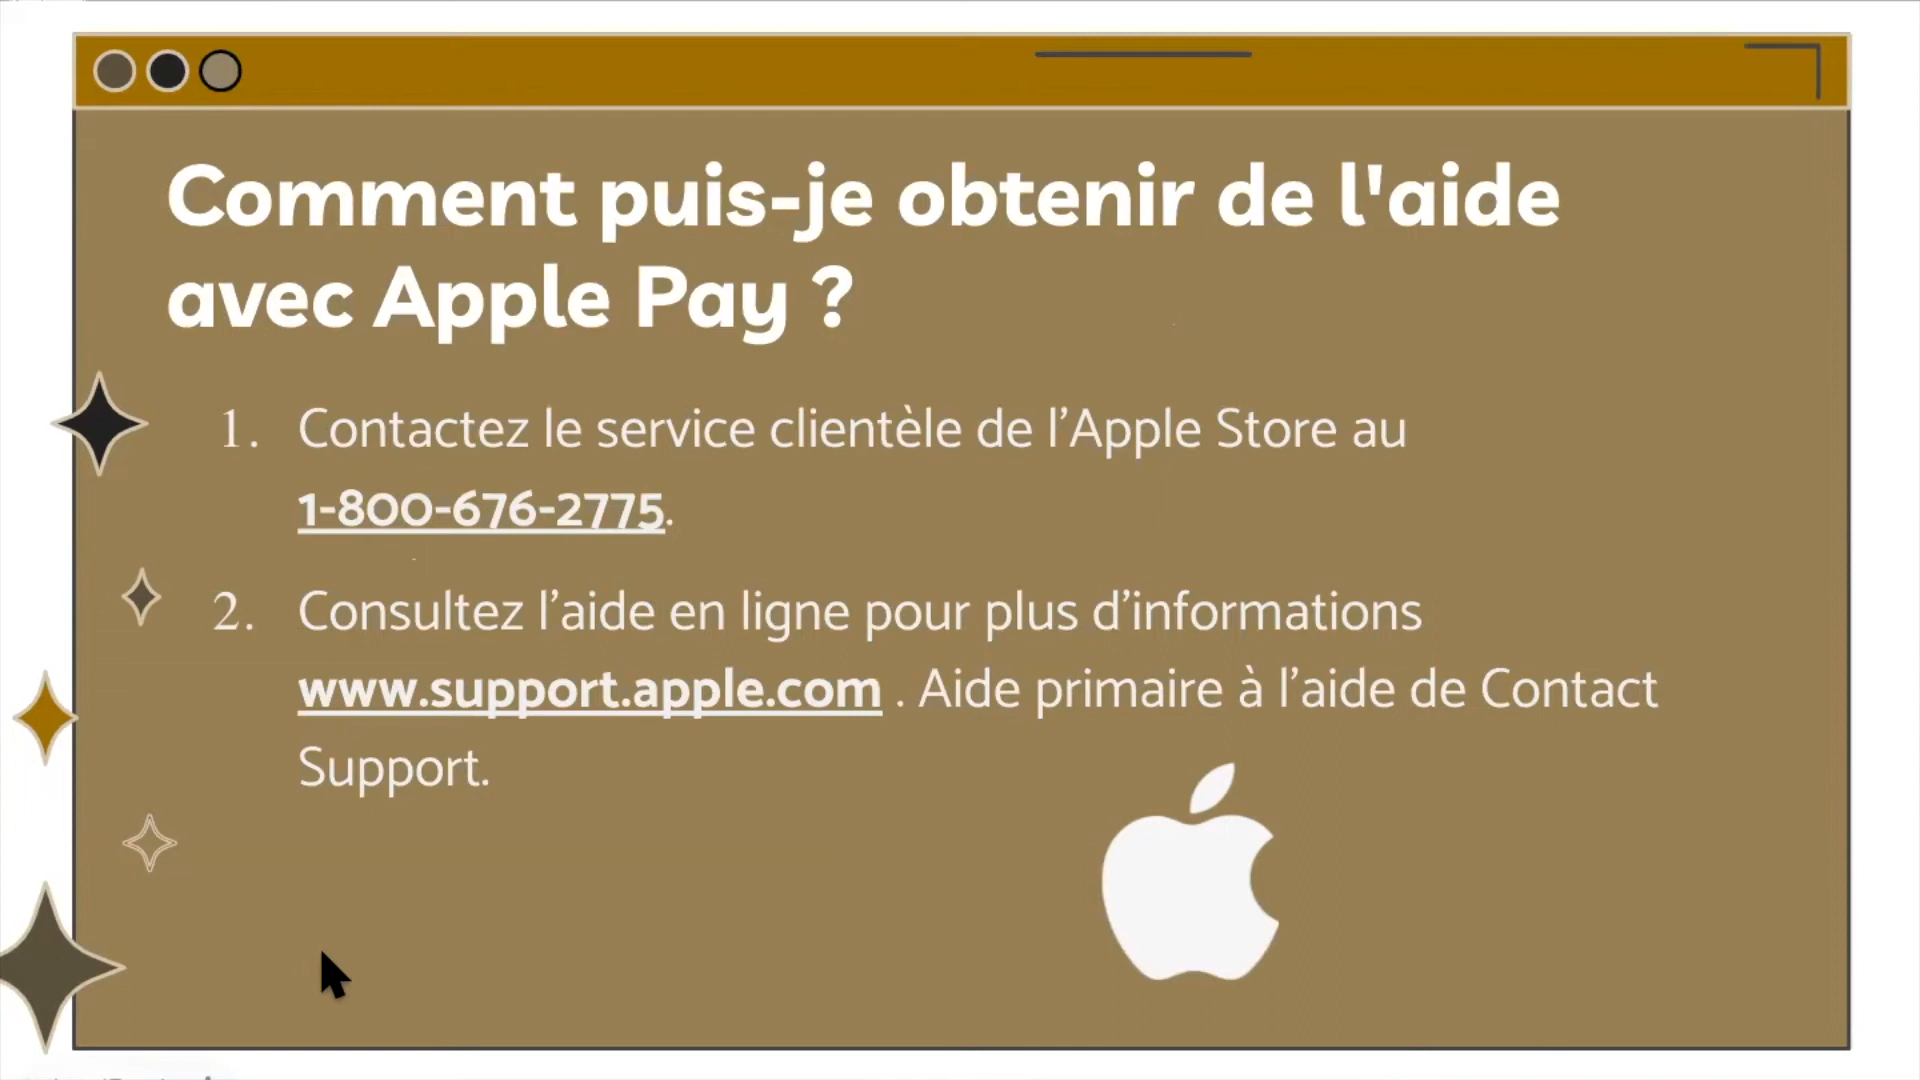 Comment puis-je obtenir de l'aide
avec Apple Pay ?
1. Contactez le service clientèle de l’Apple Store au
1-800-676-2775.
2. Consultez l’aide en ligne pour plus d’informations
www.support.apple.com . Aide primaire à l’aide de Contact
Support.